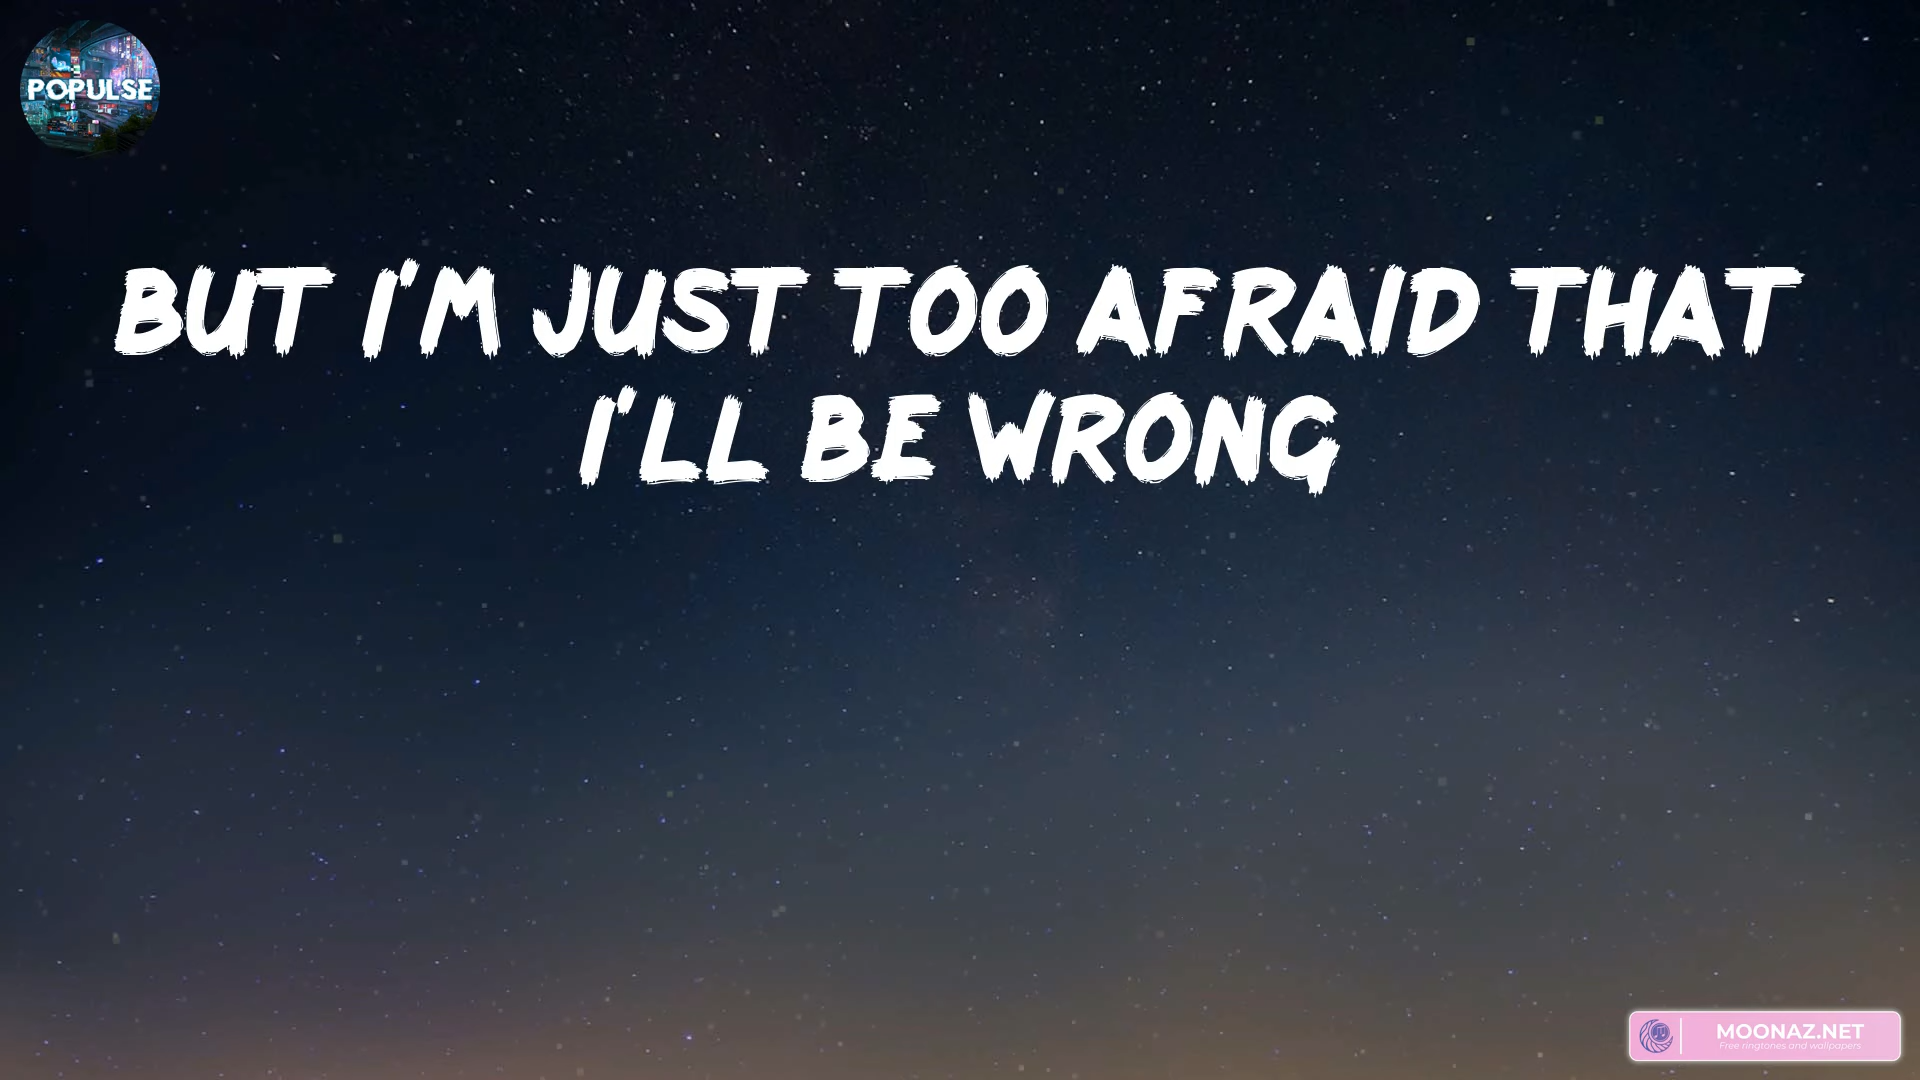 POPULSE
BUT I'M JUST TOO AFRAID THAT
I'LL BE WRONG
MOONAZ.NET
Free ringtones and wallpapers